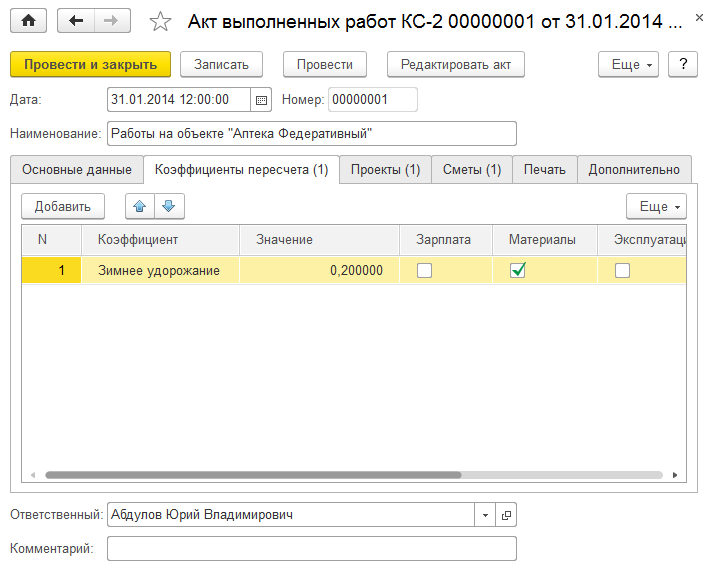 Акт выполненных работ КС-2 00000001 от 31.01.2014 ...
Провести и закрыть Записать Провести Редактировать акт Еще ?
Дата: 31.01.2014 12:00:00 Номер: 00000001
Наименование: Работы на объекте "Аптека Федеративный"
Основные данные Коэффициенты пересчета (1) Проекты (1) Сметы (1) Печать Дополнительно
Добавить Еще
N Коэффициент Значение Зарплата Материалы Эксплуатаци
1 Зимнее удорожание 0,200000
Ответственный: Абдулов Юрий Владимирович
Комментарий: